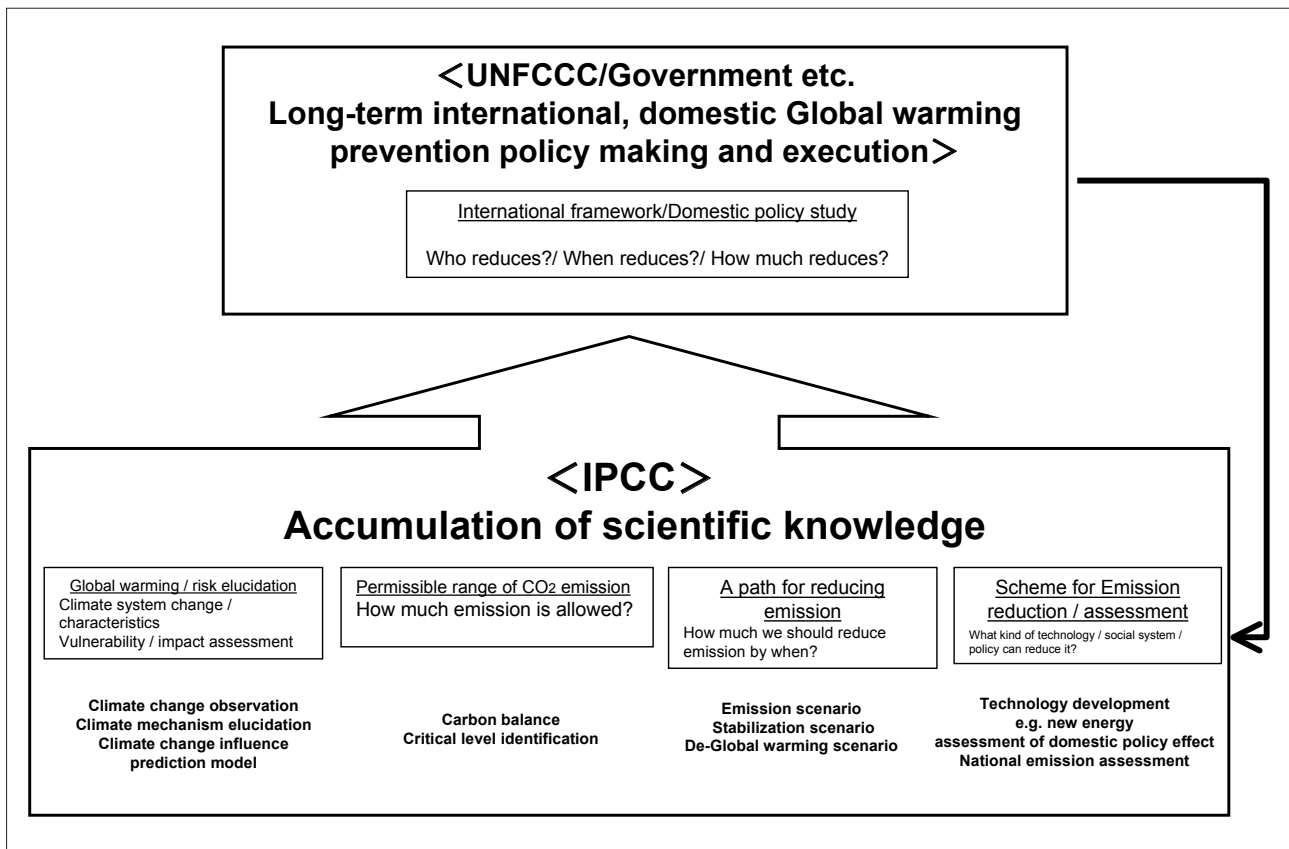 ＜UNFCCC/Government etc.
Long-term international, domestic Global warming
prevention policy making and execution＞
International framework/Domestic policy study
Who reduces?/ When reduces?/ How much reduces?
＜IPCC＞
Accumulation of scientific knowledge
Global warming / risk elucidation
Climate system change /
characteristics
Vulnerability / impact assessment
Permissible range of CO2 emission
How much emission is allowed?
A path for reducing
emission
How much we should reduce
emission by when?
Scheme for Emission
reduction / assessment
What kind of technology / social system /
policy can reduce it?
Climate change observation
Climate mechanism elucidation
Climate change influence
prediction model
Carbon balance
Critical level identification
Emission scenario
Stabilization scenario
De-Global warming scenario
Technology development
e.g. new energy
assessment of domestic policy effect
National emission assessment